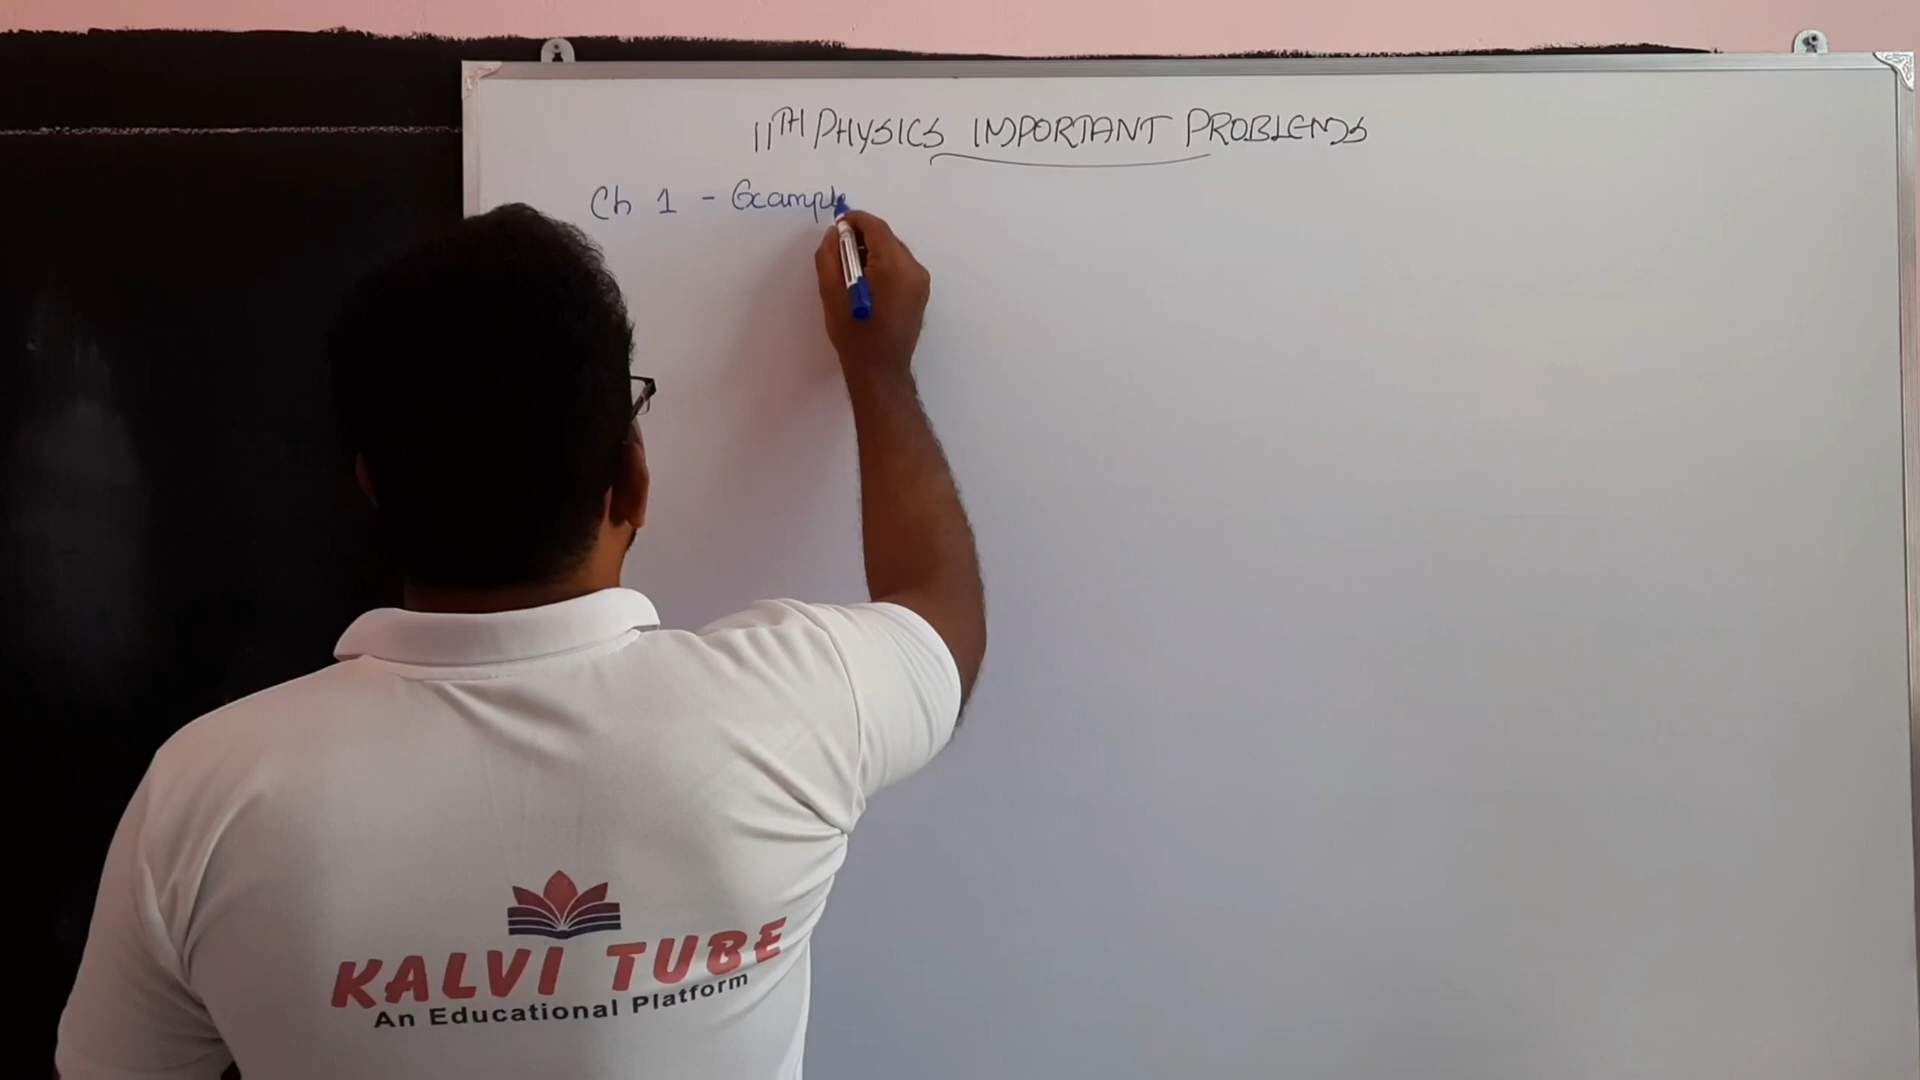 11TH PHYSICS IMPORTANT PROBLEMS
Ch 1 - Example
KALVI TUBE
An Educational Platform